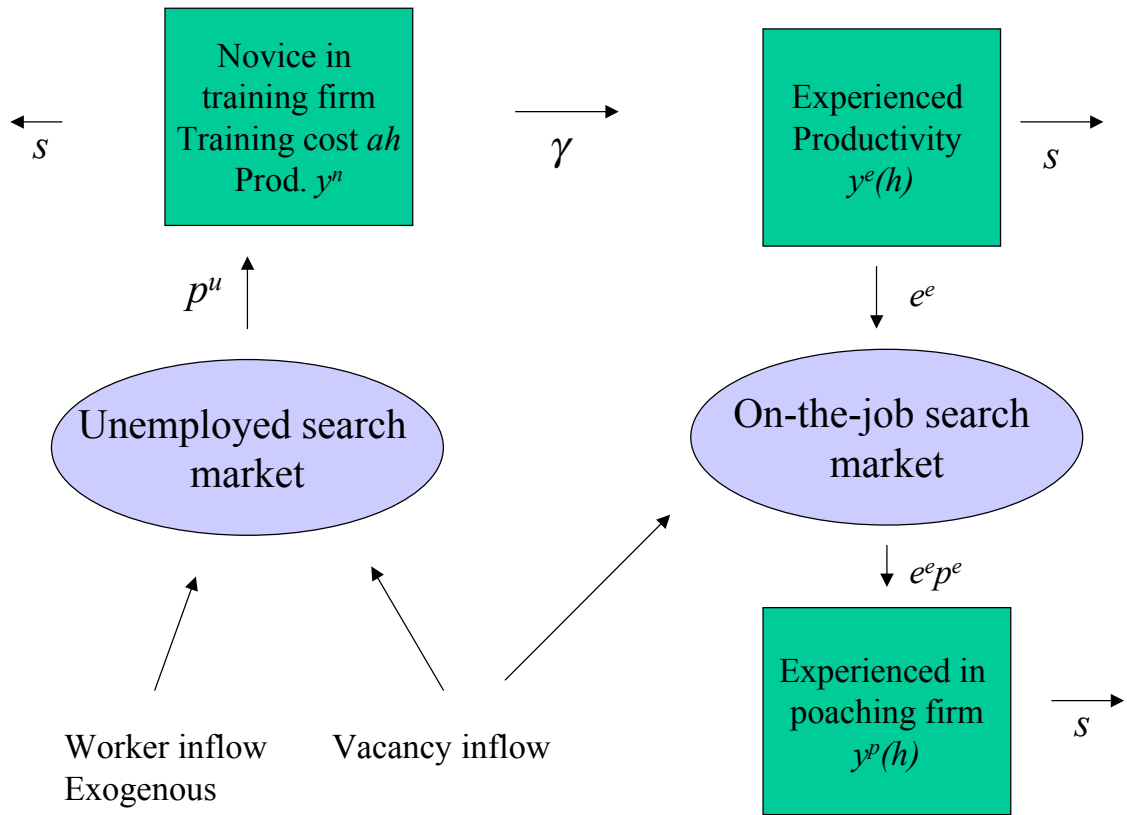 Novice in
training firm
Training cost ah
Prod. yⁿ
s
γ
Experienced
Productivity
yᵉ(h)
s
pᵘ
eᵉ
Unemployed search
market
On-the-job search
market
eᵉpᵉ
Experienced in
poaching firm
yᵖ(h)
s
Worker inflow
Exogenous
Vacancy inflow